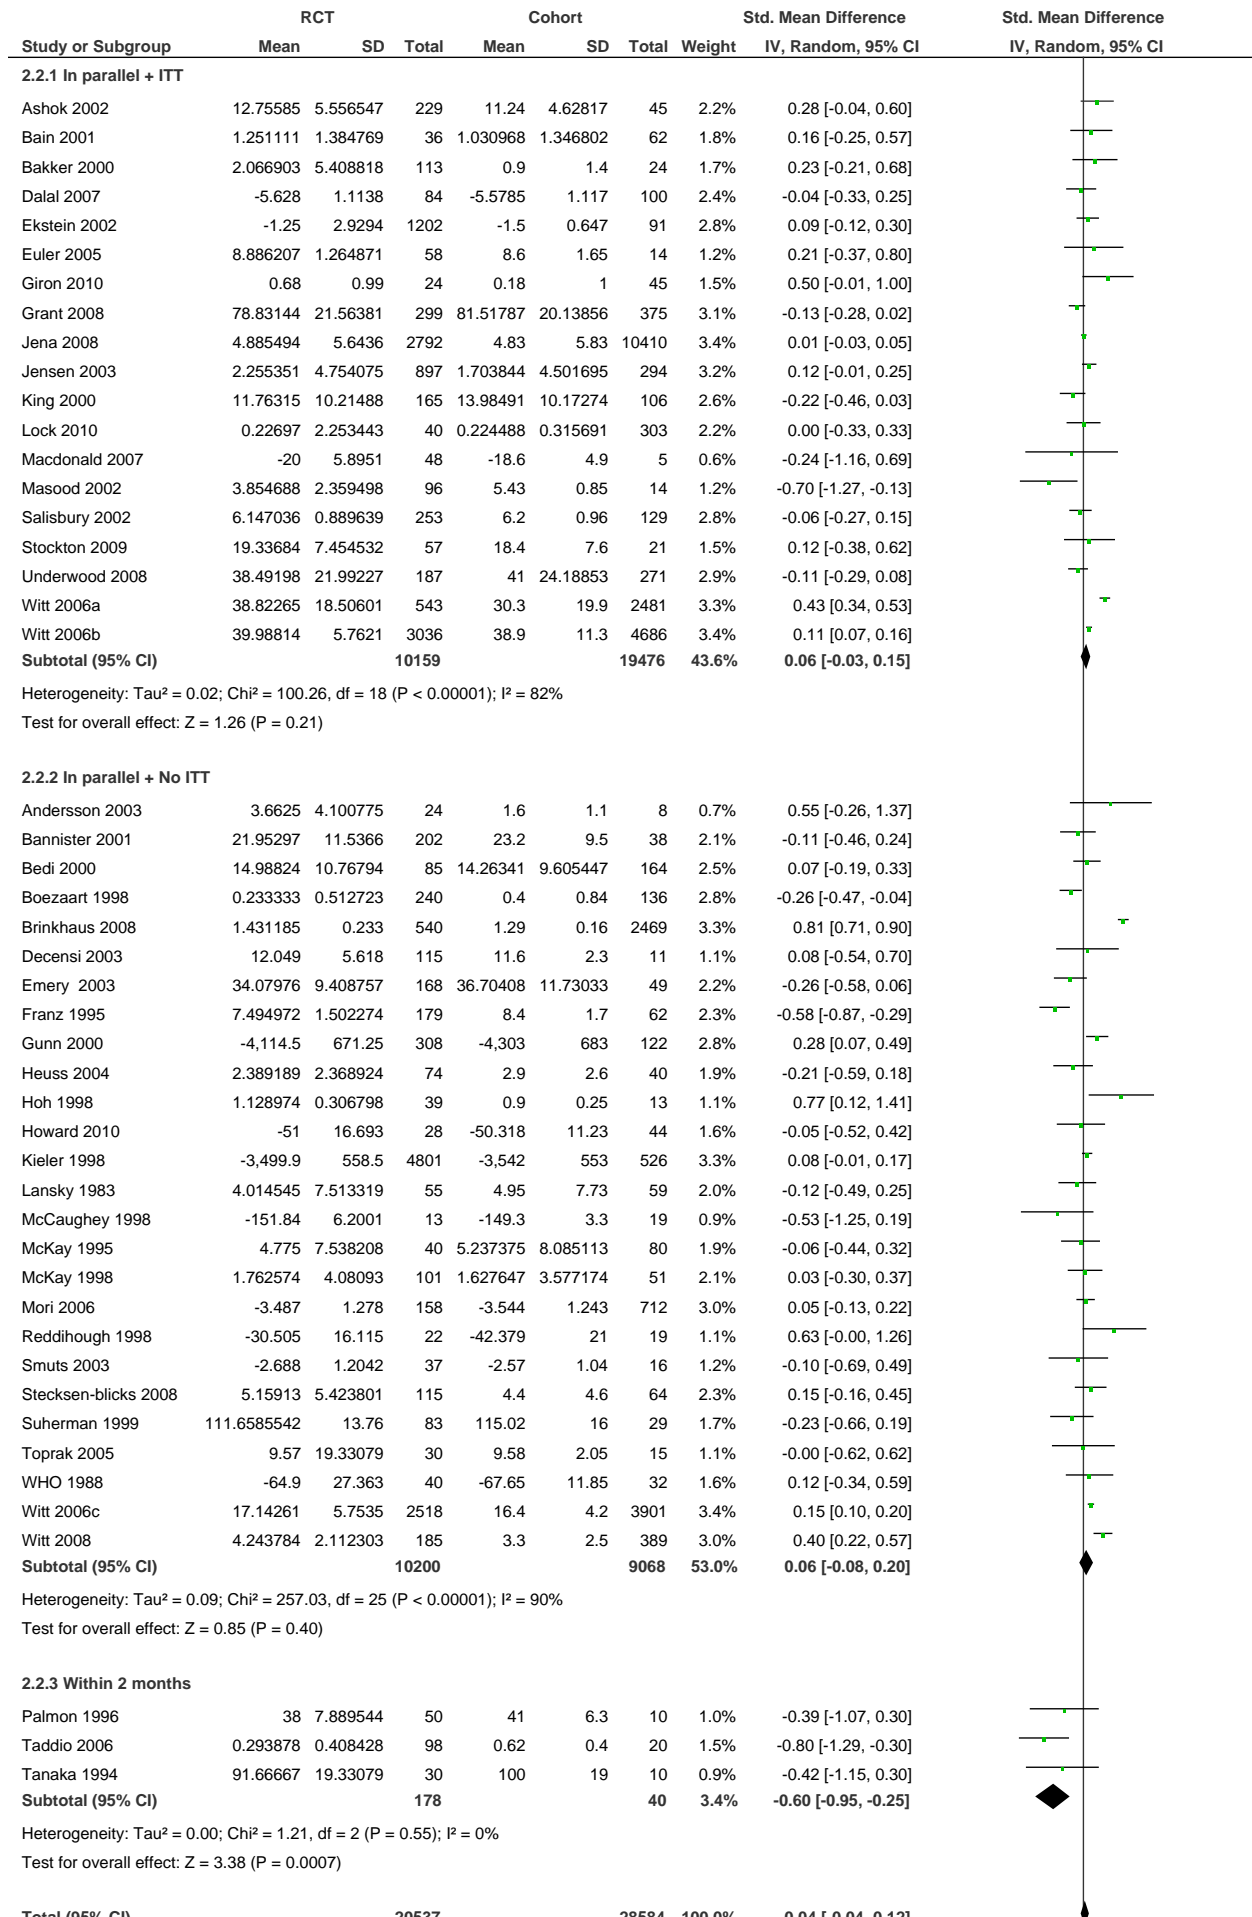 RCT Cohort Std. Mean Difference Std. Mean Difference
Study or Subgroup Mean SD Total Mean SD Total Weight IV, Random, 95% CI IV, Random, 95% CI
2.2.1 In parallel + ITT
Ashok 2002 12.75585 5.556547 229 11.24 4.62817 45 2.2% 0.28 [-0.04, 0.60]
Bain 2001 1.251111 1.384769 36 1.030968 1.346802 62 1.8% 0.16 [-0.25, 0.57]
Bakker 2000 2.066903 5.408818 113 0.9 1.4 24 1.7% 0.23 [-0.21, 0.68]
Dalal 2007 -5.628 1.1138 84 -5.5785 1.117 100 2.4% -0.04 [-0.33, 0.25]
Ekstein 2002 -1.25 2.9294 1202 -1.5 0.647 91 2.8% 0.09 [-0.12, 0.30]
Euler 2005 8.886207 1.264871 58 8.6 1.65 14 1.2% 0.21 [-0.37, 0.80]
Giron 2010 0.68 0.99 24 0.18 1 45 1.5% 0.50 [-0.01, 1.00]
Grant 2008 78.83144 21.56381 299 81.51787 20.13856 375 3.1% -0.13 [-0.28, 0.02]
Jena 2008 4.885494 5.6436 2792 4.83 5.83 10410 3.4% 0.01 [-0.03, 0.05]
Jensen 2003 2.255351 4.754075 897 1.703844 4.501695 294 3.2% 0.12 [-0.01, 0.25]
King 2000 11.76315 10.21488 165 13.98491 10.17274 106 2.6% -0.22 [-0.46, 0.03]
Lock 2010 0.22697 2.253443 40 0.224488 0.315691 303 2.2% 0.00 [-0.33, 0.33]
Macdonald 2007 -20 5.8951 48 -18.6 4.9 5 0.6% -0.24 [-1.16, 0.69]
Masood 2002 3.854688 2.359498 96 5.43 0.85 14 1.2% -0.70 [-1.27, -0.13]
Salisbury 2002 6.147036 0.889639 253 6.2 0.96 129 2.8% -0.06 [-0.27, 0.15]
Stockton 2009 19.33684 7.454532 57 18.4 7.6 21 1.5% 0.12 [-0.38, 0.62]
Underwood 2008 38.49198 21.99227 187 41 24.18853 271 2.9% -0.11 [-0.29, 0.08]
Witt 2006a 38.82265 18.50601 543 30.3 19.9 2481 3.3% 0.43 [0.34, 0.53]
Witt 2006b 39.98814 5.7621 3036 38.9 11.3 4686 3.4% 0.11 [0.07, 0.16]
Subtotal (95% CI) 10159 19476 43.6% 0.06 [-0.03, 0.15]
Heterogeneity: Tau² = 0.02; Chi² = 100.26, df = 18 (P < 0.00001); I² = 82%
Test for overall effect: Z = 1.26 (P = 0.21)
2.2.2 In parallel + No ITT
Andersson 2003 3.6625 4.100775 24 1.6 1.1 8 0.7% 0.55 [-0.26, 1.37]
Bannister 2001 21.95297 11.5366 202 23.2 9.5 38 2.1% -0.11 [-0.46, 0.24]
Bedi 2000 14.98824 10.76794 85 14.26341 9.605447 164 2.5% 0.07 [-0.19, 0.33]
Boezaart 1998 0.233333 0.512723 240 0.4 0.84 136 2.8% -0.26 [-0.47, -0.04]
Brinkhaus 2008 1.431185 0.233 540 1.29 0.16 2469 3.3% 0.81 [0.71, 0.90]
Decensi 2003 12.049 5.618 115 11.6 2.3 11 1.1% 0.08 [-0.54, 0.70]
Emery  2003 34.07976 9.408757 168 36.70408 11.73033 49 2.2% -0.26 [-0.58, 0.06]
Franz 1995 7.494972 1.502274 179 8.4 1.7 62 2.3% -0.58 [-0.87, -0.29]
Gunn 2000 -4,114.5 671.25 308 -4,303 683 122 2.8% 0.28 [0.07, 0.49]
Heuss 2004 2.389189 2.368924 74 2.9 2.6 40 1.9% -0.21 [-0.59, 0.18]
Hoh 1998 1.128974 0.306798 39 0.9 0.25 13 1.1% 0.77 [0.12, 1.41]
Howard 2010 -51 16.693 28 -50.318 11.23 44 1.6% -0.05 [-0.52, 0.42]
Kieler 1998 -3,499.9 558.5 4801 -3,542 553 526 3.3% 0.08 [-0.01, 0.17]
Lansky 1983 4.014545 7.513319 55 4.95 7.73 59 2.0% -0.12 [-0.49, 0.25]
McCaughey 1998 -151.84 6.2001 13 -149.3 3.3 19 0.9% -0.53 [-1.25, 0.19]
McKay 1995 4.775 7.538208 40 5.237375 8.085113 80 1.9% -0.06 [-0.44, 0.32]
McKay 1998 1.762574 4.08093 101 1.627647 3.577174 51 2.1% 0.03 [-0.30, 0.37]
Mori 2006 -3.487 1.278 158 -3.544 1.243 712 3.0% 0.05 [-0.13, 0.22]
Reddihough 1998 -30.505 16.115 22 -42.379 21 19 1.1% 0.63 [-0.00, 1.26]
Smuts 2003 -2.688 1.2042 37 -2.57 1.04 16 1.2% -0.10 [-0.69, 0.49]
Stecksen-blicks 2008 5.15913 5.423801 115 4.4 4.6 64 2.3% 0.15 [-0.16, 0.45]
Suherman 1999 111.6585542 13.76 83 115.02 16 29 1.7% -0.23 [-0.66, 0.19]
Toprak 2005 9.57 19.33079 30 9.58 2.05 15 1.1% -0.00 [-0.62, 0.62]
WHO 1988 -64.9 27.363 40 -67.65 11.85 32 1.6% 0.12 [-0.34, 0.59]
Witt 2006c 17.14261 5.7535 2518 16.4 4.2 3901 3.4% 0.15 [0.10, 0.20]
Witt 2008 4.243784 2.112303 185 3.3 2.5 389 3.0% 0.40 [0.22, 0.57]
Subtotal (95% CI) 10200 9068 53.0% 0.06 [-0.08, 0.20]
Heterogeneity: Tau² = 0.09; Chi² = 257.03, df = 25 (P < 0.00001); I² = 90%
Test for overall effect: Z = 0.85 (P = 0.40)
2.2.3 Within 2 months
Palmon 1996 38 7.889544 50 41 6.3 10 1.0% -0.39 [-1.07, 0.30]
Taddio 2006 0.293878 0.408428 98 0.62 0.4 20 1.5% -0.80 [-1.29, -0.30]
Tanaka 1994 91.66667 19.33079 30 100 19 10 0.9% -0.42 [-1.15, 0.30]
Subtotal (95% CI) 178 40 3.4% -0.60 [-0.95, -0.25]
Heterogeneity: Tau² = 0.00; Chi² = 1.21, df = 2 (P = 0.55); I² = 0%
Test for overall effect: Z = 3.38 (P = 0.0007)
Total (95% CI) 20537 28584 100.0% 0.04 [-0.04, 0.12]